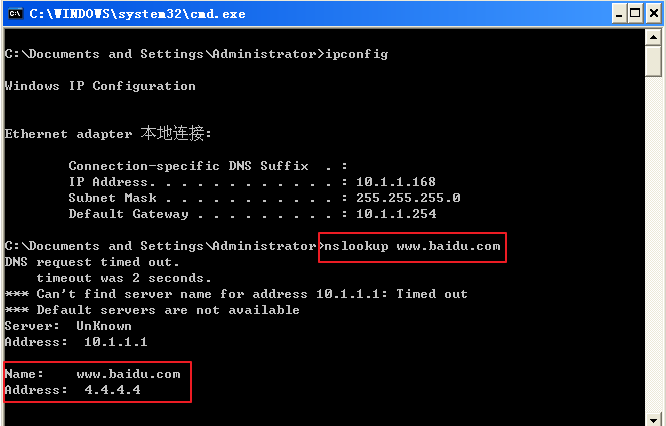 C:\WINDOWS\system32\cmd.exe
C:\Documents and Settings\Administrator>ipconfig
Windows IP Configuration
Ethernet adapter 本地连接:
Connection-specific DNS Suffix . :
IP Address. . . . . . . . . . . . : 10.1.1.168
Subnet Mask . . . . . . . . . . . : 255.255.255.0
Default Gateway . . . . . . . . . : 10.1.1.254
C:\Documents and Settings\Administrator>nslookup www.baidu.com
DNS request timed out.
timeout was 2 seconds.
*** Can't find server name for address 10.1.1.1: Timed out
*** Default servers are not available
Server: UnKnown
Address: 10.1.1.1
Name: www.baidu.com
Address: 4.4.4.4